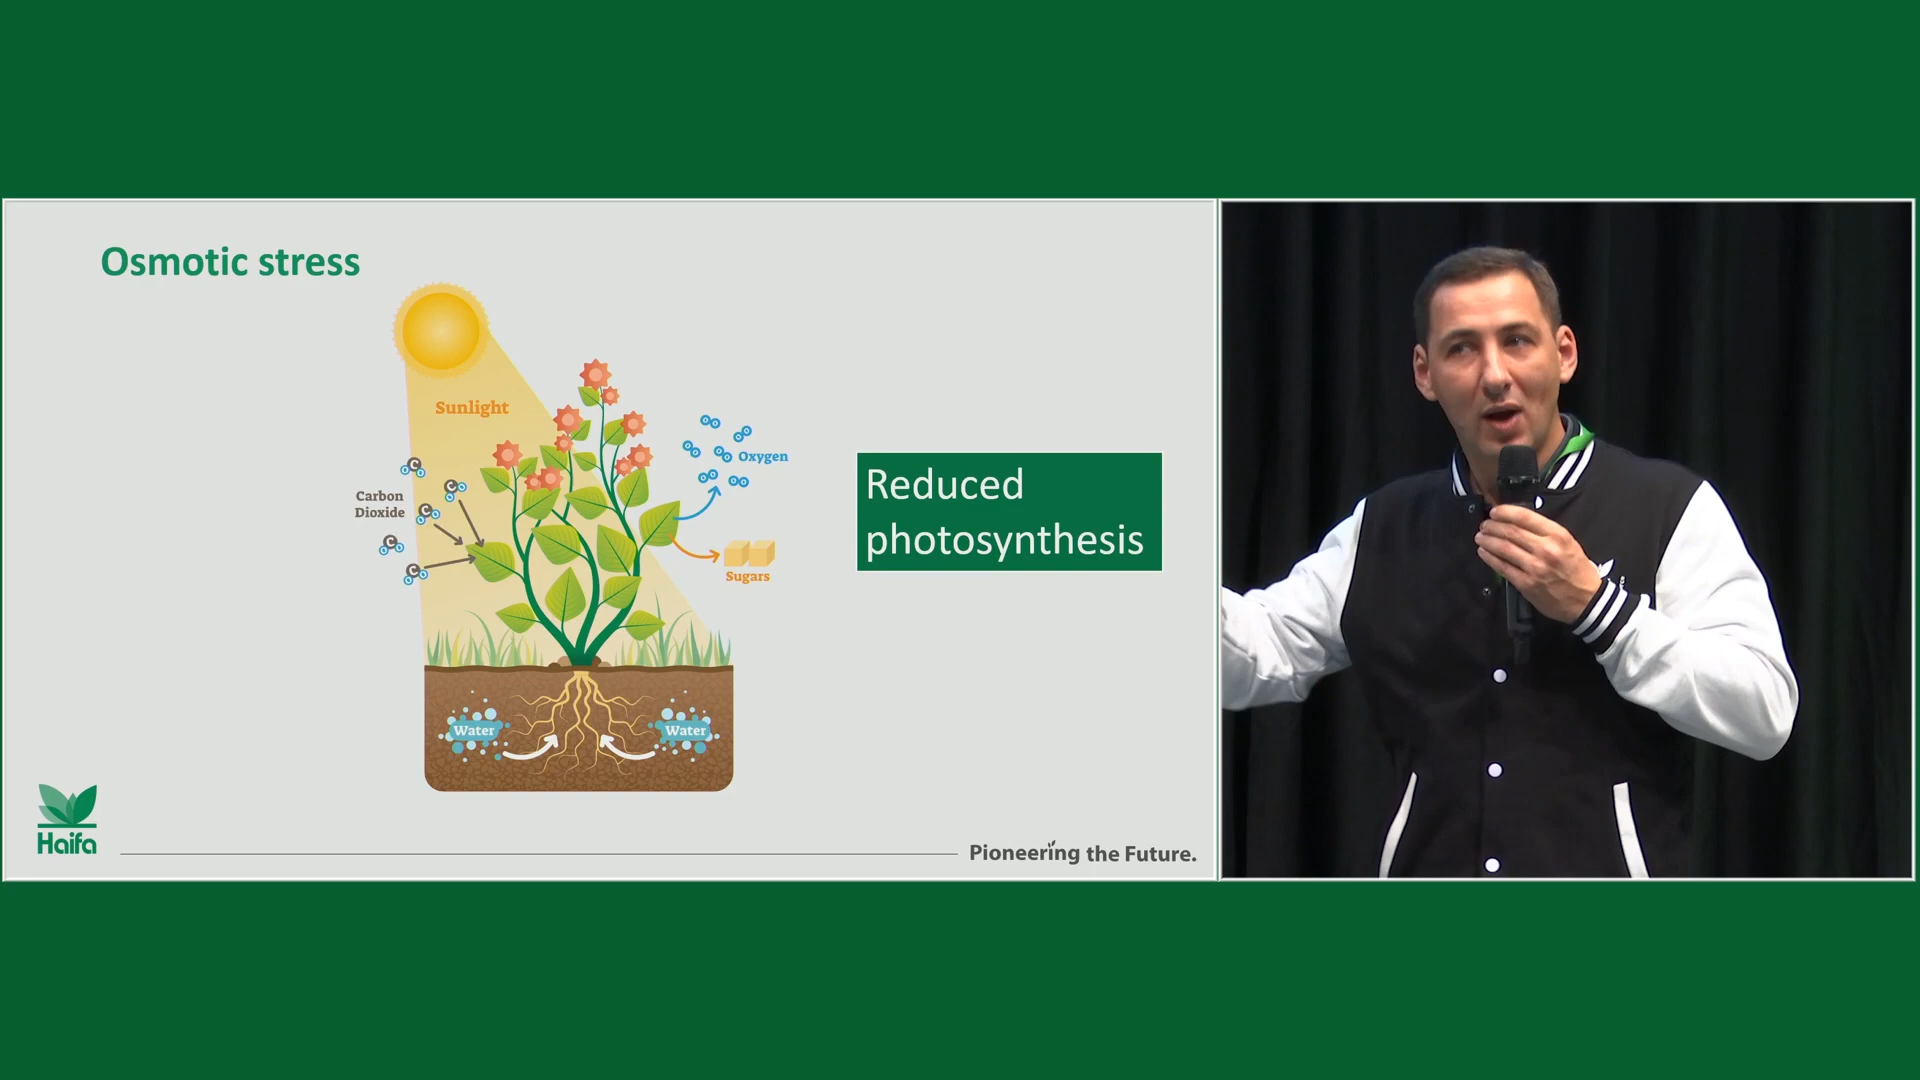 Osmotic stress
Sunlight
Carbon
Dioxide
Oxygen
Sugars
Water
Water
Reduced
photosynthesis
Haifa
Pioneering the Future.